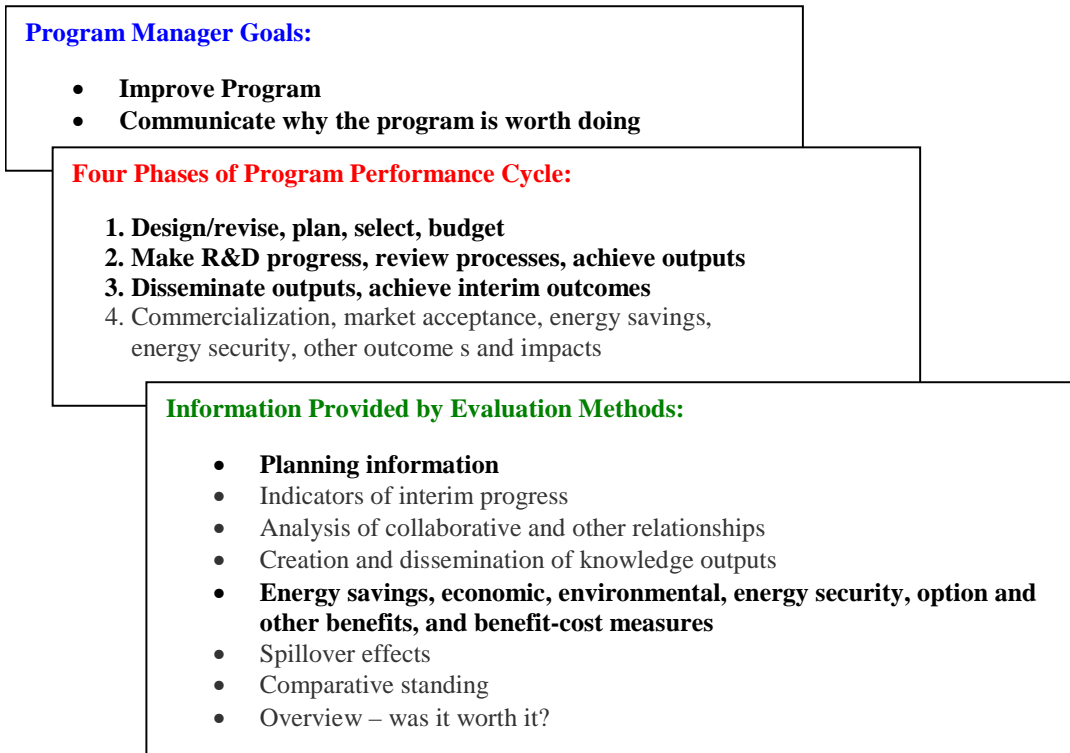 Program Manager Goals:
• Improve Program
• Communicate why the program is worth doing
Four Phases of Program Performance Cycle:
1. Design/revise, plan, select, budget
2. Make R&D progress, review processes, achieve outputs
3. Disseminate outputs, achieve interim outcomes
4. Commercialization, market acceptance, energy savings,
energy security, other outcome s and impacts
Information Provided by Evaluation Methods:
• Planning information
• Indicators of interim progress
• Analysis of collaborative and other relationships
• Creation and dissemination of knowledge outputs
• Energy savings, economic, environmental, energy security, option and
other benefits, and benefit-cost measures
• Spillover effects
• Comparative standing
• Overview – was it worth it?